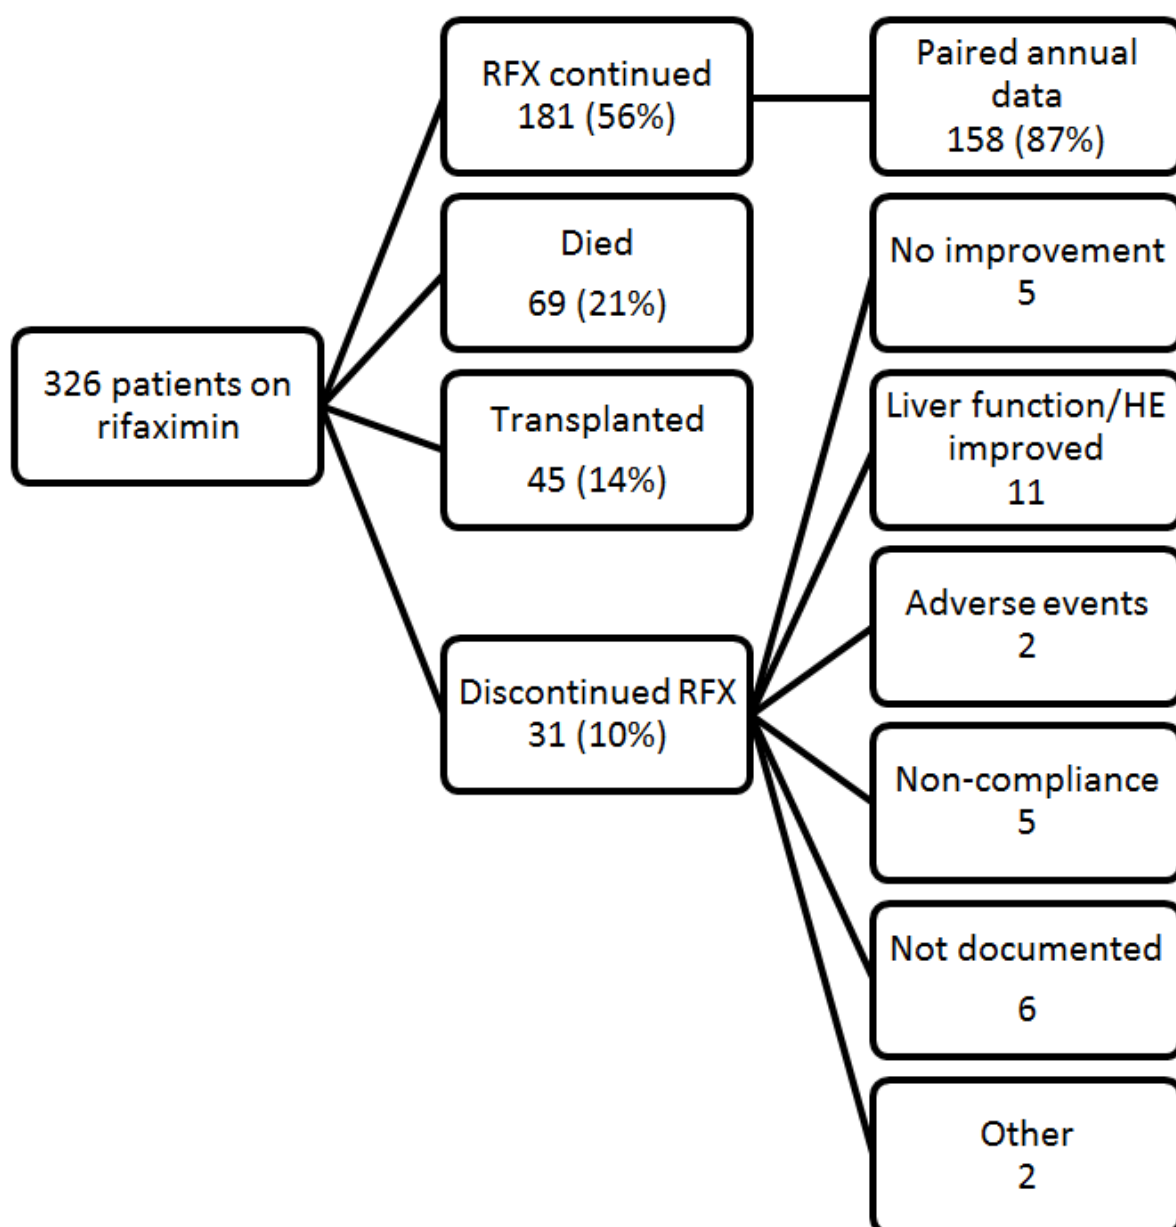 326 patients on
rifaximin
RFX continued
181 (56%)
Died
69 (21%)
Transplanted
45 (14%)
Discontinued RFX
31 (10%)
Paired annual
data
158 (87%)
No improvement
5
Liver function/HE
improved
11
Adverse events
2
Non-compliance
5
Not documented
6
Other
2